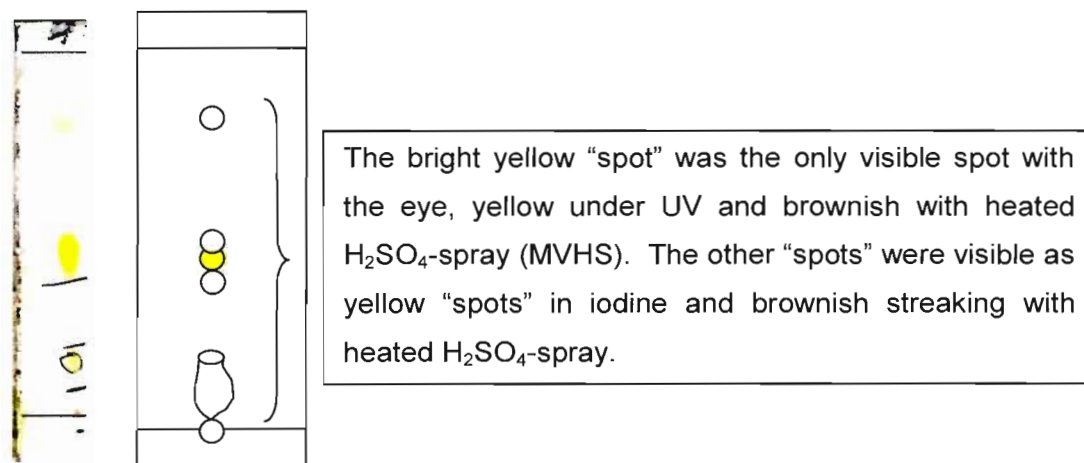 The bright yellow “spot” was the only visible spot with
the eye, yellow under UV and brownish with heated
H₂SO₄-spray (MVHS). The other “spots” were visible as
yellow “spots” in iodine and brownish streaking with
heated H₂SO₄-spray.